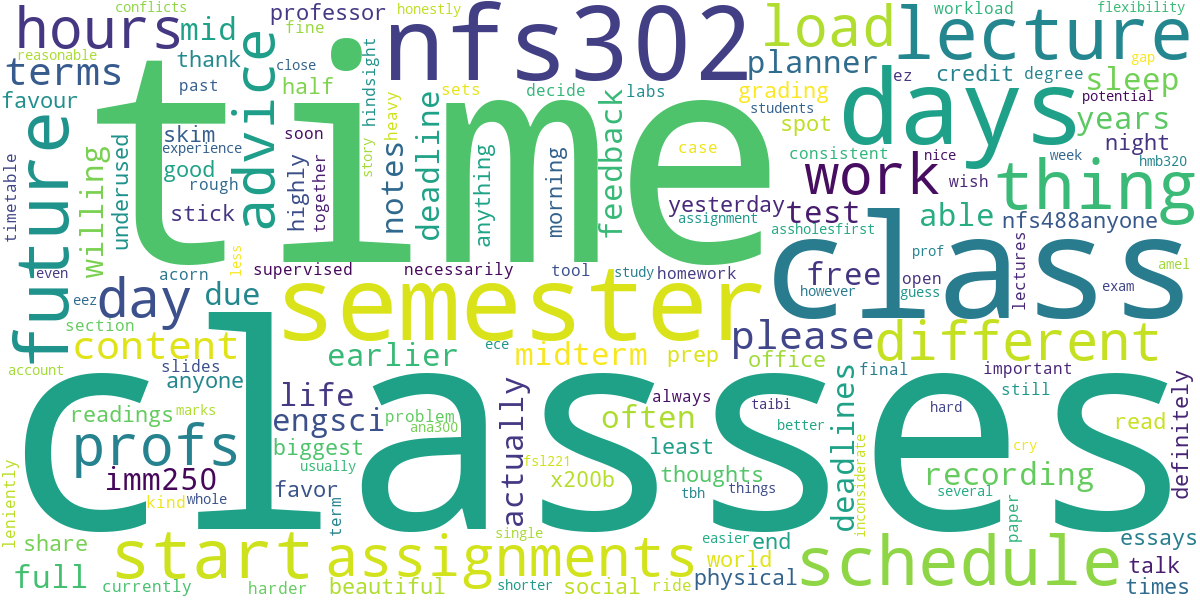 conflicts
honestly
flexibility
professor
workload
hours
mid
fine
nfs302
load
lecture
reasonable
thank
close
planner
terms
advice
past
half
hindsight
sets
decide
labs
grading
ez
credit
degree
gap
sleep
favour
time
heavy
students
days
potential
years
future
underused
skim
experience
soon
deadline
feedback
spot
good
rough
highly
together
story
notes
anything
morning
case
consistent
nice
week
night
hmb320
timetable
willing
stick
yesterday
work
wish
thing
assignment
test
able
nfs488anyone
assholesfirst
class
prof
amel
even
acorn
less
supervised
necessarily
tool
study
homework
free
open
lectures
exam
eez
day
due
semester
however
guess
section
ece
please
different
content
earlier
midterm
prep
office
account
slides
final
important
anyone
life
actually
always
taibi
deadlines
still
definitely
classes
readings
marks
engsci
problem
ana300
often
better
hard
read
profs
biggest
usually
least
cry
leniently
imm250
fsl221
x200b
thoughts
recording
kind
whole
favor
tbh
things
inconsiderate
several
term
single
easier
paper
share
start
assignments
world
end
schedule
essays
full
currently
harder
beautiful
shorter
social
ride
physical
talk
times